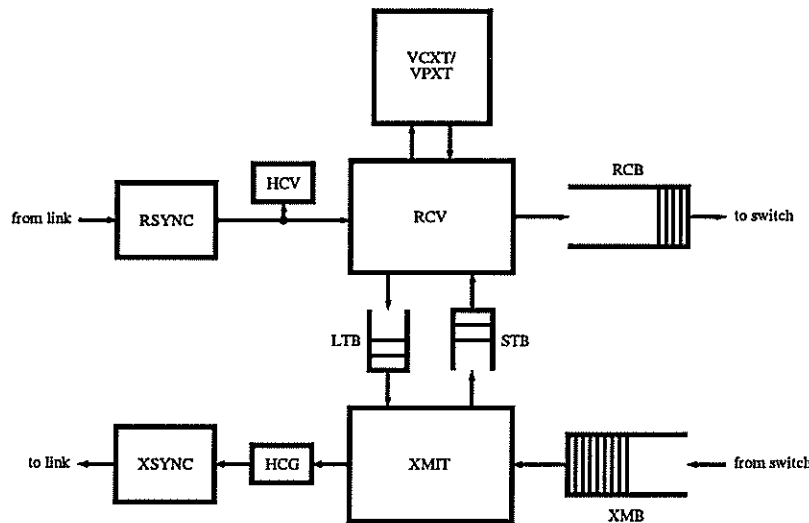 VCXT/
VPXT
HCV
RCB
from link
RSYNC
RCV
to switch
LTB
STB
to link
XSYNC
HCG
XMIT
from switch
XMB